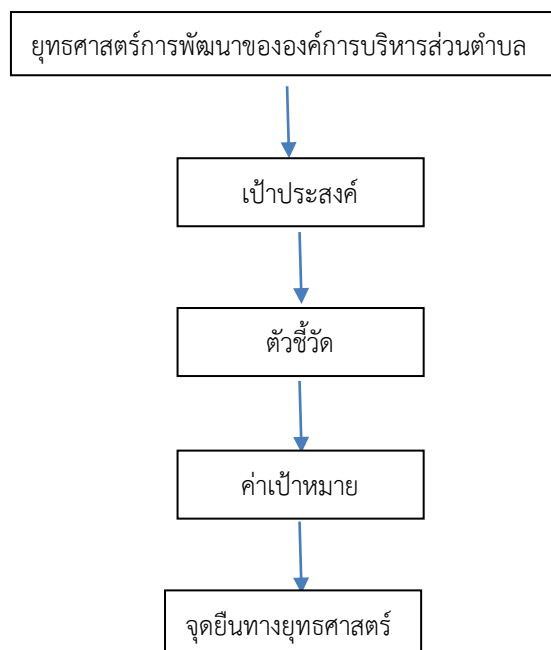 ยุทธศาสตร์การพัฒนาขององค์การบริหารส่วนตำบล
เป้าประสงค์
ตัวชี้วัด
ค่าเป้าหมาย
จุดยืนทางยุทธศาสตร์